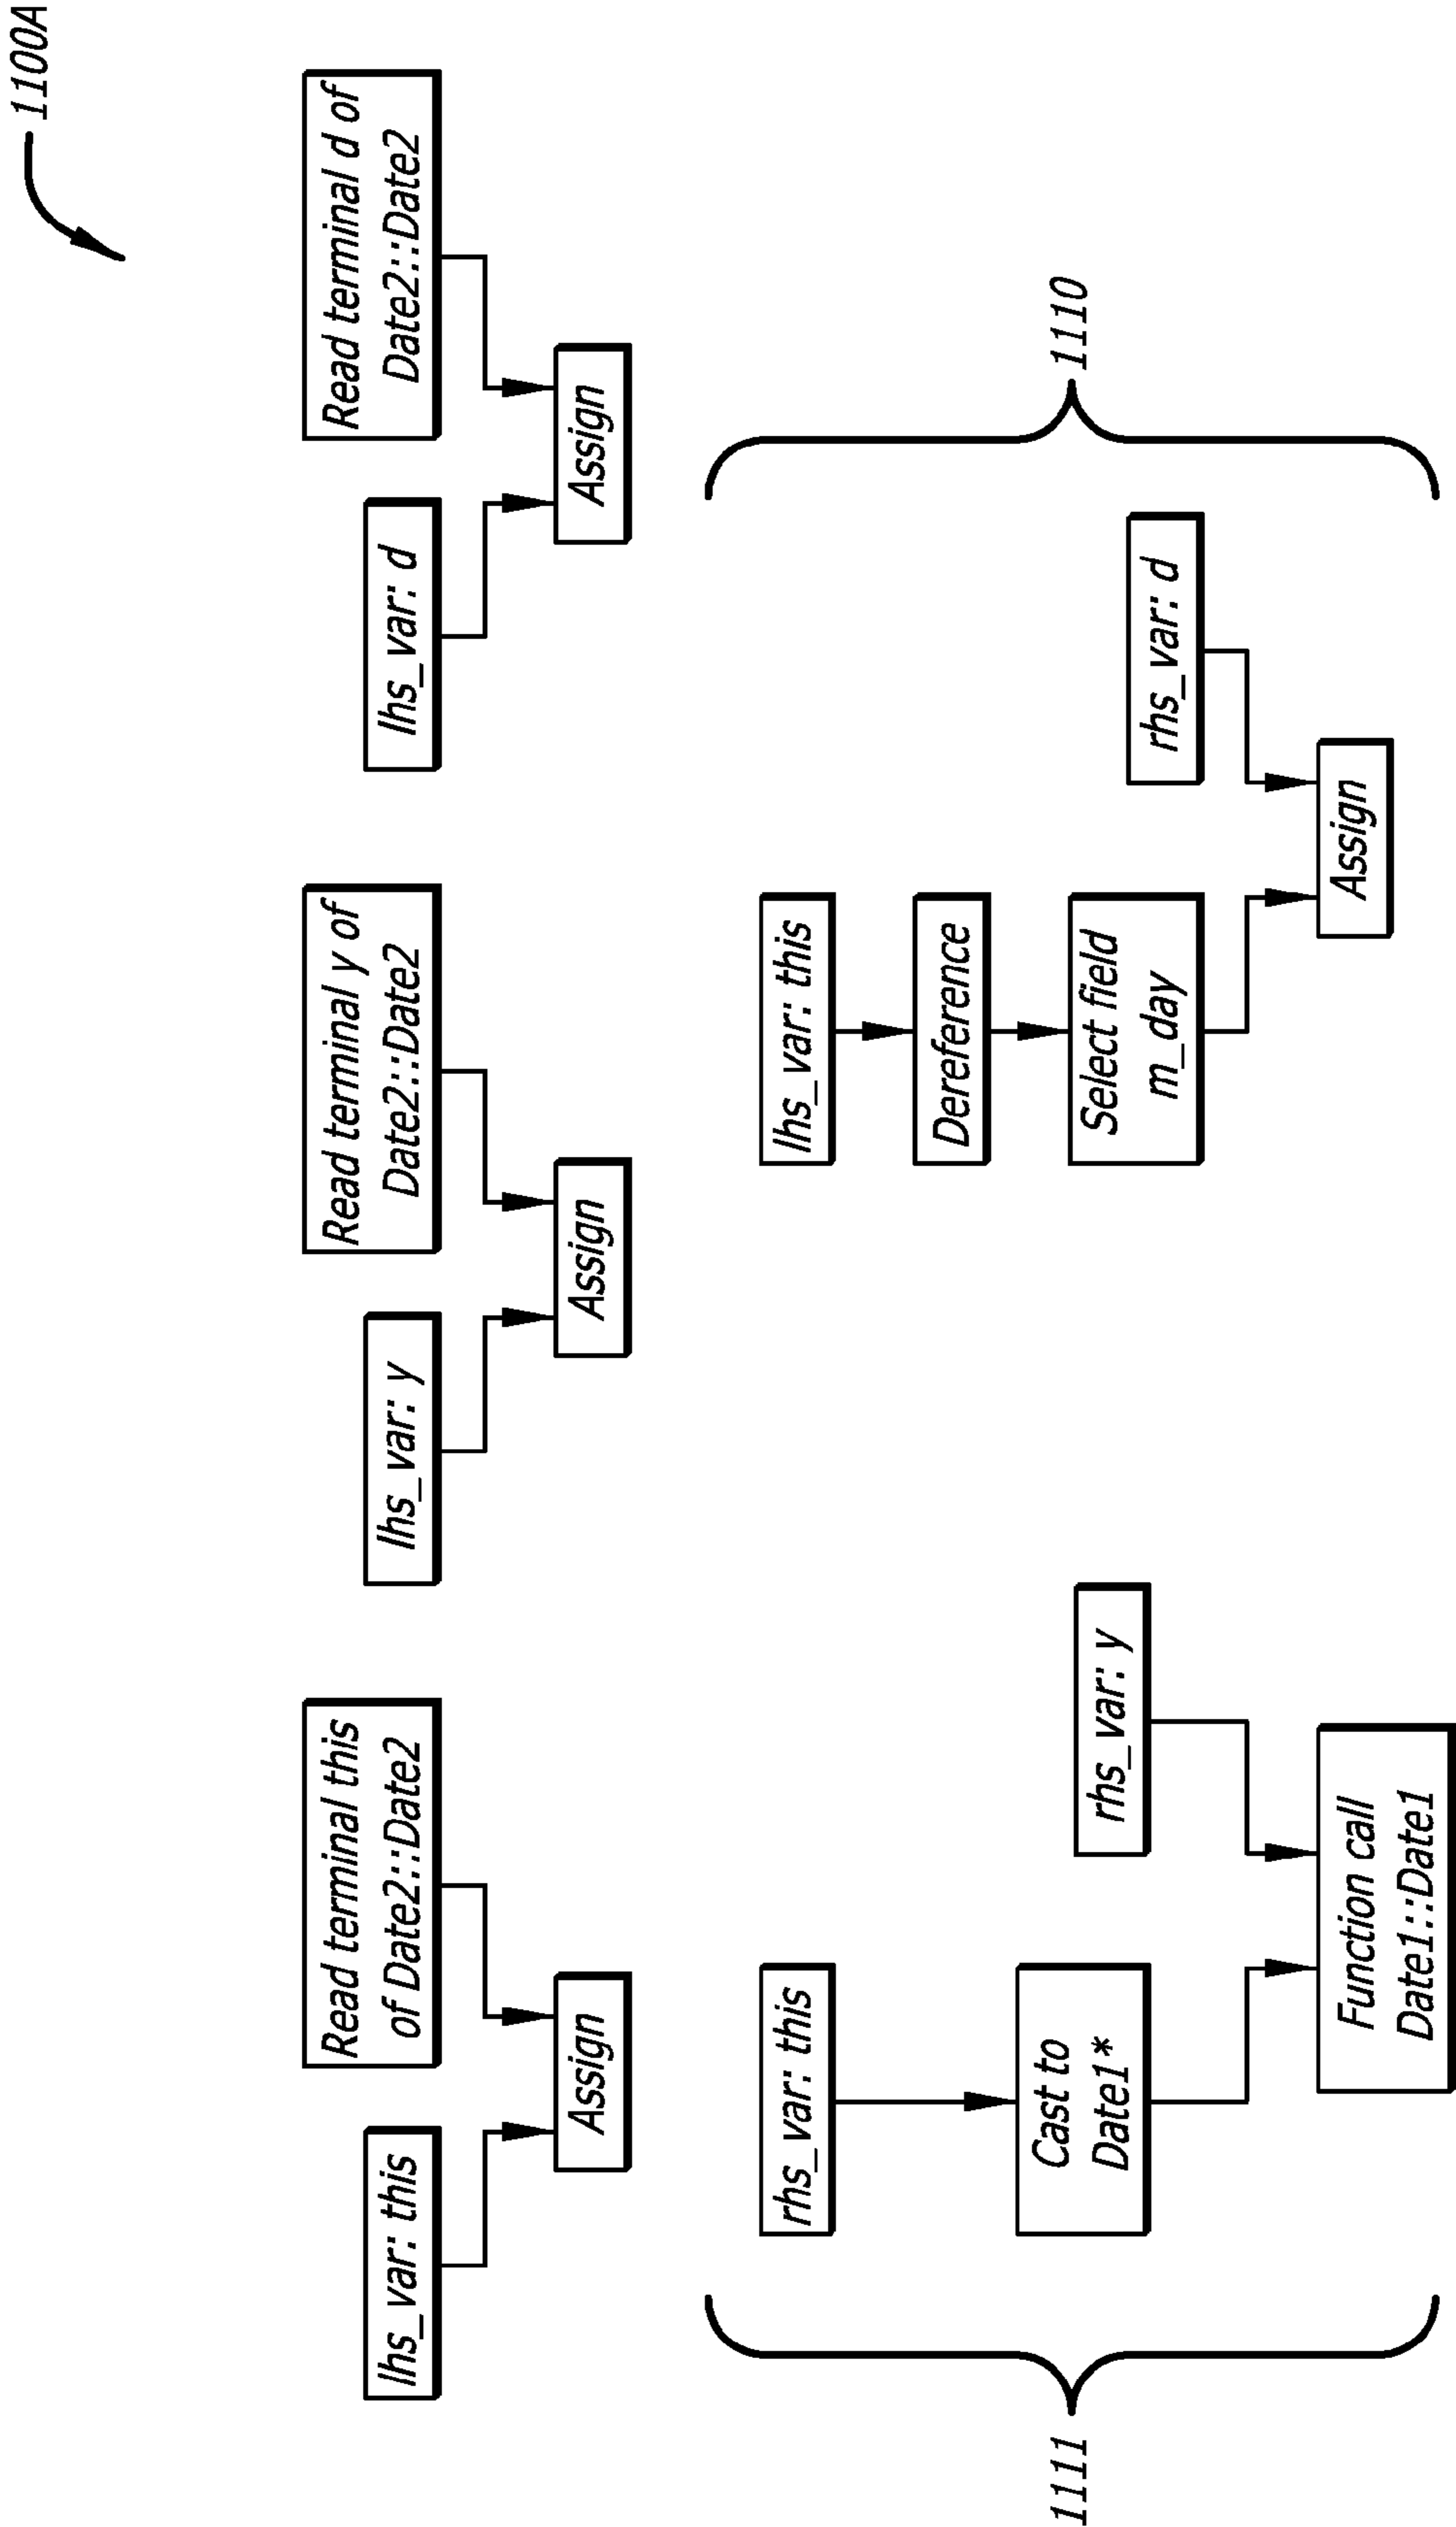 1100A
lhs_var: this
Read terminal this
of Date2::Date2
Assign
lhs_var: y
Read terminal y of
Date2::Date2
Assign
lhs_var: d
Read terminal d of
Date2::Date2
Assign
1111
rhs_var: this
Cast to
Date1*
rhs_var: y
Function call
Date1::Date1
lhs_var: this
Dereference
Select field
m_day
rhs_var: d
Assign
1110